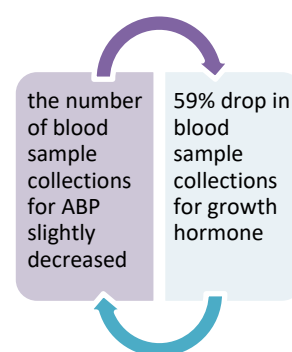 the number
of blood
sample
collections
for ABP
slightly
decreased
59% drop in
blood
sample
collections
for growth
hormone